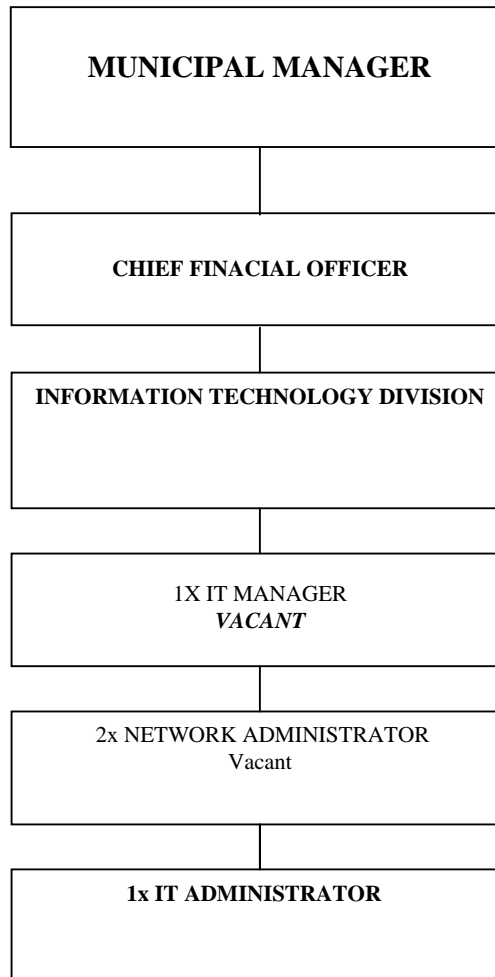 MUNICIPAL MANAGER
CHIEF FINACIAL OFFICER
INFORMATION TECHNOLOGY DIVISION
1X IT MANAGER
VACANT
2x NETWORK ADMINISTRATOR
Vacant
1x IT ADMINISTRATOR